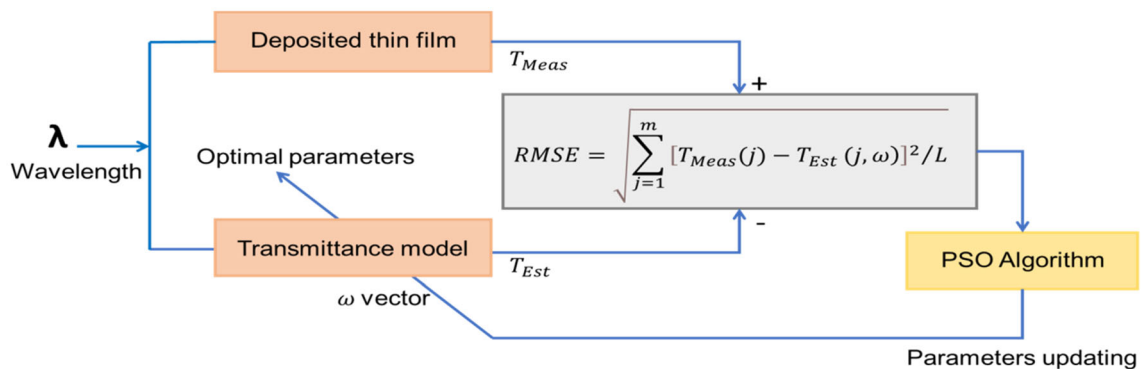 Deposited thin film
T_Meas
+
λ
Wavelength
Optimal parameters
RMSE = √∑_{j=1}^{m} [T_Meas(j) − T_Est (j, ω)]²/L
Transmittance model
-
T_Est
PSO Algorithm
ω vector
Parameters updating